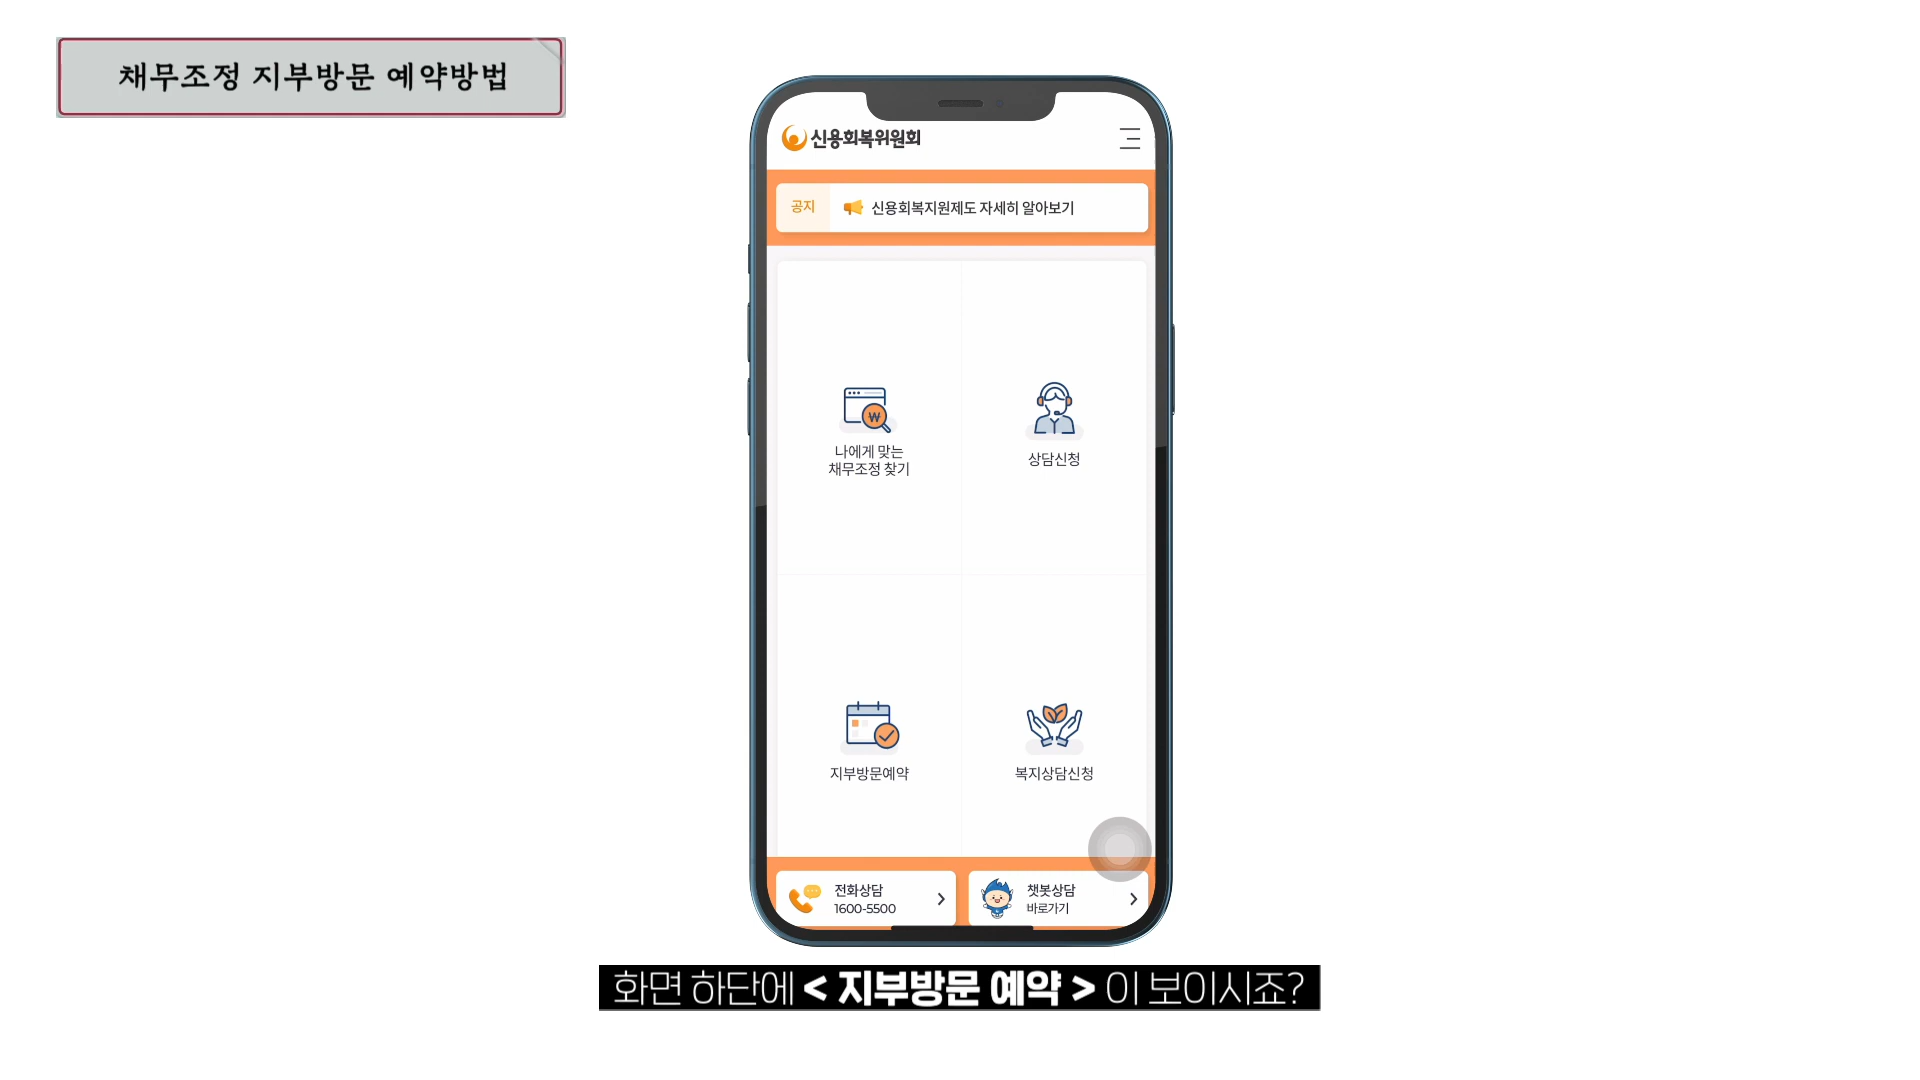 채무조정 지부방문 예약방법
신용회복위원회
공지 신용회복지원제도 자세히 알아보기
나에게 맞는
채무조정 찾기
상담신청
지부방문예약
복지상담신청
전화상담
1600-5500
챗봇상담
바로가기
화면 하단에 < 지부방문 예약 > 이 보이시죠?